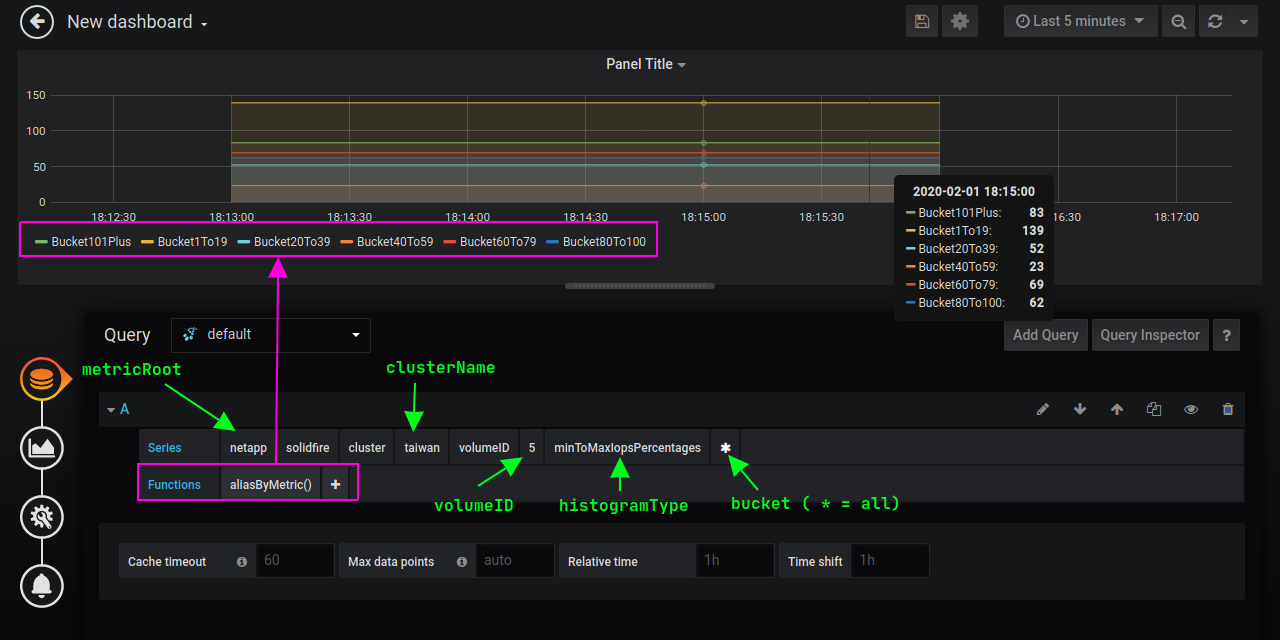 New dashboard
Last 5 minutes
Panel Title
150
100
50
0
18:12:30 18:13:00 18:13:30 18:14:00 18:14:30 18:15:00 18:15:30 16:30 18:17:00
Bucket101Plus Bucket1To19 Bucket20To39 Bucket40To59 Bucket60To79 Bucket80To100
2020-02-01 18:15:00
Bucket101Plus: 83
Bucket1To19: 139
Bucket20To39: 52
Bucket40To59: 23
Bucket60To79: 69
Bucket80To100: 62
Query default Add Query Query Inspector ?
metricRoot clusterName
A
Series netapp solidfire cluster taiwan volumeID 5 minToMaxIopsPercentages *
Functions aliasByMetric() +
volumeID histogramType bucket ( * = all)
Cache timeout 60 Max data points auto Relative time 1h Time shift 1h